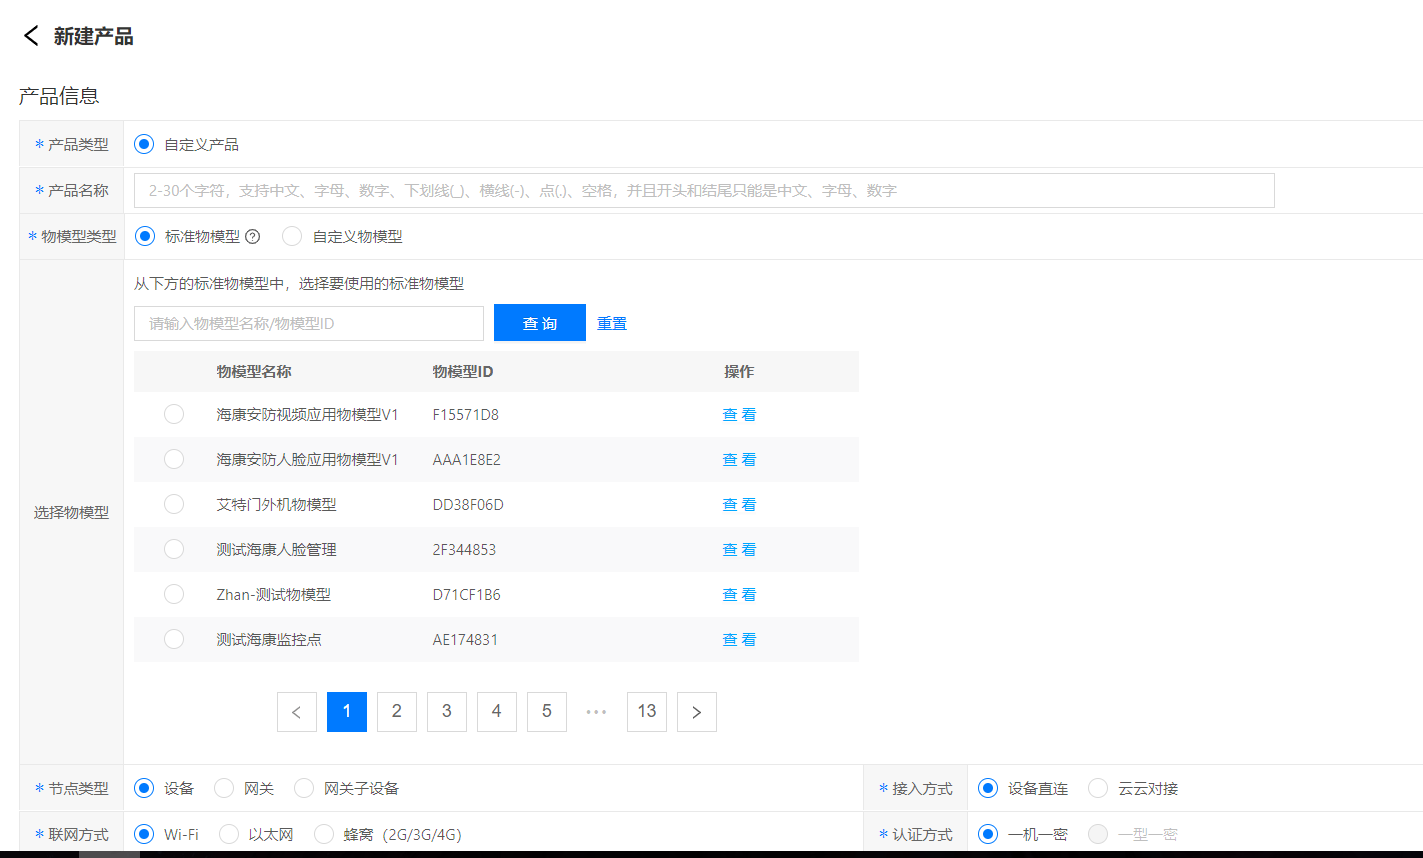 新建产品
产品信息
* 产品类型 自定义产品
* 产品名称 2-30个字符，支持中文、字母、数字、下划线(_)、横线(-)、点(.)、空格，并且开头和结尾只能是中文、字母、数字
* 物模型类型 标准物模型 ? 自定义物模型
从下方的标准物模型中，选择要使用的标准物模型
请输入物模型名称/物模型ID 查 询 重置
物模型名称 物模型ID 操作
海康安防视频应用物模型V1 F15571D8 查 看
海康安防人脸应用物模型V1 AAA1E8E2 查 看
艾特门外机物模型 DD38F06D 查 看
选择物模型
测试海康人脸管理 2F344853 查 看
Zhan-测试物模型 D71CF1B6 查 看
测试海康监控点 AE174831 查 看
< 1 2 3 4 5 ••• 13 >
* 节点类型 设备 网关 网关子设备 * 接入方式 设备直连 云云对接
* 联网方式 Wi-Fi 以太网 蜂窝（2G/3G/4G) * 认证方式 一机一密 一型一密